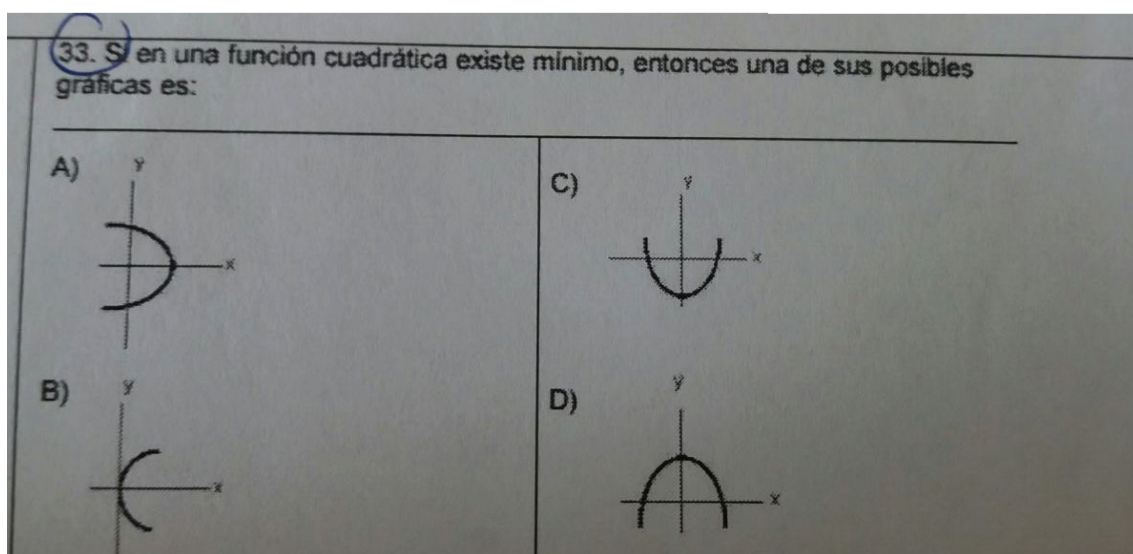 33. Si en una función cuadrática existe mínimo, entonces una de sus posibles
gráficas es:
A)
y
x
B)
y
x
C)
y
x
D)
y
x